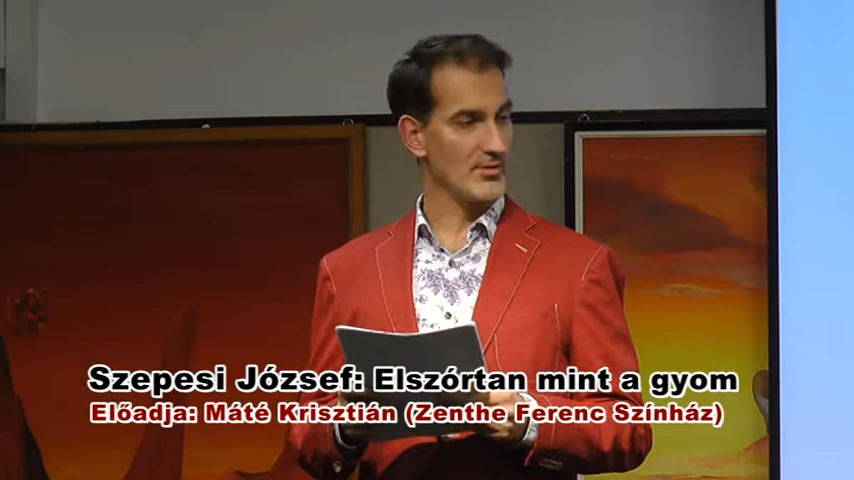 Szepesi József: Elszórtan mint a gyom
Előadja: Máté Krisztián (Zenthe Ferenc Színház)